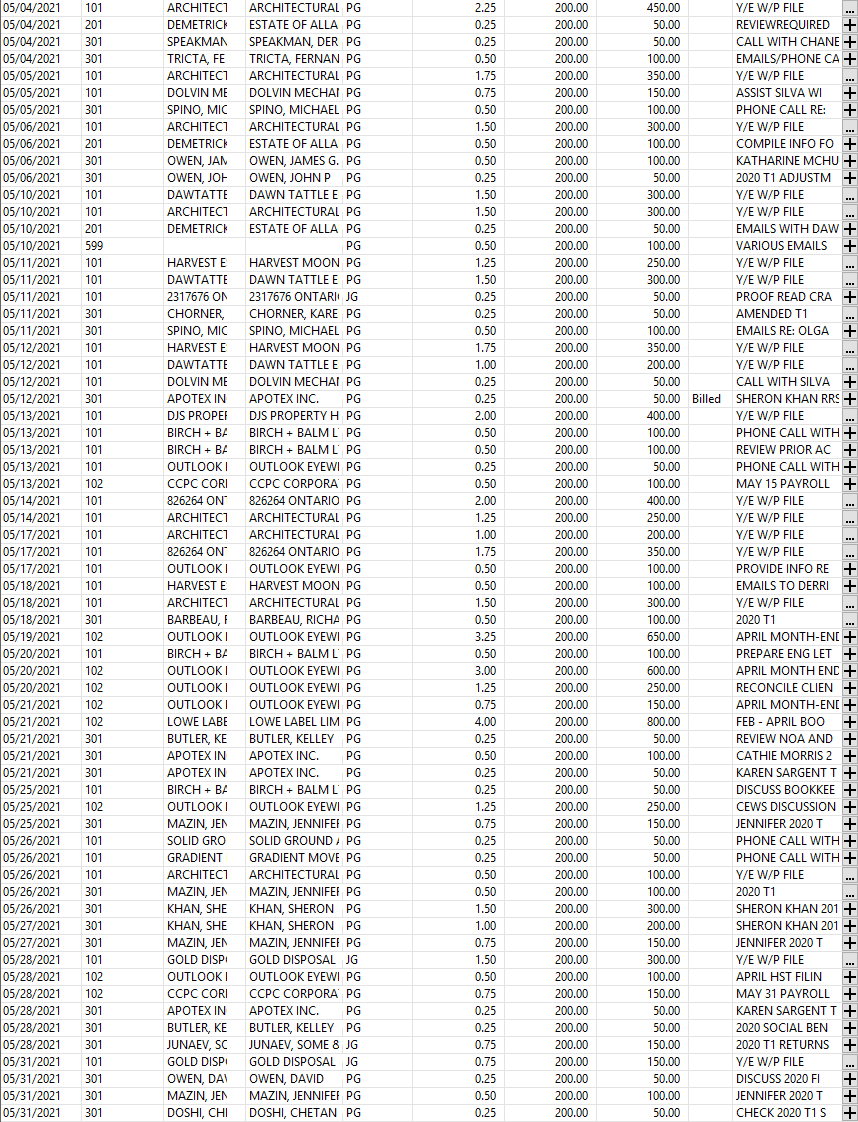 05/04/2021 101 ARCHITECT ARCHITECTURAL PG 2.25 200.00 450.00 Y/E W/P FILE ...
05/04/2021 201 DEMETRICK ESTATE OF ALLA PG 0.25 200.00 50.00 REVIEWREQUIRED +
05/04/2021 301 SPEAKMAN SPEAKMAN, DER PG 0.25 200.00 50.00 CALL WITH CHANE +
05/04/2021 301 TRICTA, FE TRICTA, FERNAN PG 0.50 200.00 100.00 EMAILS/PHONE CA +
05/05/2021 101 ARCHITECT ARCHITECTURAL PG 1.75 200.00 350.00 Y/E W/P FILE ...
05/05/2021 101 DOLVIN ME DOLVIN MECHAI PG 0.75 200.00 150.00 ASSIST SILVA WI +
05/05/2021 301 SPINO, MIC SPINO, MICHAEL PG 0.50 200.00 100.00 PHONE CALL RE: +
05/06/2021 101 ARCHITECT ARCHITECTURAL PG 1.50 200.00 300.00 Y/E W/P FILE ...
05/06/2021 201 DEMETRICK ESTATE OF ALLA PG 0.50 200.00 100.00 COMPILE INFO FO +
05/06/2021 301 OWEN, JAM OWEN, JAMES G. PG 0.50 200.00 100.00 KATHARINE MCHU +
05/06/2021 301 OWEN, JOH OWEN, JOHN P PG 0.25 200.00 50.00 2020 T1 ADJUSTM +
05/10/2021 101 DAWTATTE DAWN TATTLE E PG 1.50 200.00 300.00 Y/E W/P FILE ...
05/10/2021 101 ARCHITECT ARCHITECTURAL PG 1.50 200.00 300.00 Y/E W/P FILE ...
05/10/2021 201 DEMETRICK ESTATE OF ALLA PG 0.25 200.00 50.00 EMAILS WITH DAW +
05/10/2021 599 PG 0.50 200.00 100.00 VARIOUS EMAILS +
05/11/2021 101 HARVEST E HARVEST MOON PG 1.25 200.00 250.00 Y/E W/P FILE ...
05/11/2021 101 DAWTATTE DAWN TATTLE E PG 1.50 200.00 300.00 Y/E W/P FILE ...
05/11/2021 101 2317676 ON 2317676 ONTARI JG 0.25 200.00 50.00 PROOF READ CRA +
05/11/2021 301 CHORNER, CHORNER, KARE PG 0.25 200.00 50.00 AMENDED T1 ...
05/11/2021 301 SPINO, MIC SPINO, MICHAEL PG 0.50 200.00 100.00 EMAILS RE: OLGA +
05/12/2021 101 HARVEST E HARVEST MOON PG 1.75 200.00 350.00 Y/E W/P FILE ...
05/12/2021 101 DAWTATTE DAWN TATTLE E PG 1.00 200.00 200.00 Y/E W/P FILE ...
05/12/2021 101 DOLVIN ME DOLVIN MECHAI PG 0.25 200.00 50.00 CALL WITH SILVA +
05/12/2021 301 APOTEX IN APOTEX INC. PG 0.25 200.00 50.00 Billed SHERON KHAN RRS +
05/13/2021 101 DJS PROPER DJS PROPERTY H PG 2.00 200.00 400.00 Y/E W/P FILE ...
05/13/2021 101 BIRCH + BA BIRCH + BALM L PG 0.50 200.00 100.00 PHONE CALL WITH +
05/13/2021 101 BIRCH + BA BIRCH + BALM L PG 0.50 200.00 100.00 REVIEW PRIOR AC +
05/13/2021 101 OUTLOOK I OUTLOOK EYEWI PG 0.25 200.00 50.00 PHONE CALL WITH +
05/13/2021 102 CCPC CORI CCPC CORPORA PG 0.50 200.00 100.00 MAY 15 PAYROLL +
05/14/2021 101 826264 ONT 826264 ONTARIO PG 2.00 200.00 400.00 Y/E W/P FILE ...
05/14/2021 101 ARCHITECT ARCHITECTURAL PG 1.25 200.00 250.00 Y/E W/P FILE ...
05/17/2021 101 ARCHITECT ARCHITECTURAL PG 1.00 200.00 200.00 Y/E W/P FILE ...
05/17/2021 101 826264 ONT 826264 ONTARIO PG 1.75 200.00 350.00 Y/E W/P FILE ...
05/17/2021 101 OUTLOOK I OUTLOOK EYEWI PG 0.50 200.00 100.00 PROVIDE INFO RE +
05/18/2021 101 HARVEST E HARVEST MOON PG 0.50 200.00 100.00 EMAILS TO DERRI +
05/18/2021 101 ARCHITECT ARCHITECTURAL PG 1.50 200.00 300.00 Y/E W/P FILE ...
05/18/2021 301 BARBEAU, F BARBEAU, RICHA PG 0.50 200.00 100.00 2020 T1 ...
05/19/2021 102 OUTLOOK I OUTLOOK EYEWI PG 3.25 200.00 650.00 APRIL MONTH-END +
05/20/2021 101 BIRCH + BA BIRCH + BALM L PG 0.50 200.00 100.00 PREPARE ENG LET +
05/20/2021 102 OUTLOOK I OUTLOOK EYEWI PG 3.00 200.00 600.00 APRIL MONTH END +
05/20/2021 102 OUTLOOK I OUTLOOK EYEWI PG 1.25 200.00 250.00 RECONCILE CLIEN +
05/21/2021 102 OUTLOOK I OUTLOOK EYEWI PG 0.75 200.00 150.00 APRIL MONTH-END +
05/21/2021 102 LOWE LABE LOWE LABEL LIM PG 4.00 200.00 800.00 FEB - APRIL BOO +
05/21/2021 301 BUTLER, KE BUTLER, KELLEY PG 0.25 200.00 50.00 REVIEW NOA AND +
05/21/2021 301 APOTEX IN APOTEX INC. PG 0.50 200.00 100.00 CATHIE MORRIS 2 +
05/21/2021 301 APOTEX IN APOTEX INC. PG 0.25 200.00 50.00 KAREN SARGENT T +
05/25/2021 101 BIRCH + BA BIRCH + BALM L PG 0.25 200.00 50.00 DISCUSS BOOKKEE +
05/25/2021 102 OUTLOOK I OUTLOOK EYEWI PG 1.25 200.00 250.00 CEWS DISCUSSION +
05/25/2021 301 MAZIN, JEN MAZIN, JENNIFER PG 0.75 200.00 150.00 JENNIFER 2020 T +
05/26/2021 101 SOLID GRO SOLID GROUND A PG 0.25 200.00 50.00 PHONE CALL WITH +
05/26/2021 101 GRADIENT GRADIENT MOVE PG 0.25 200.00 50.00 PHONE CALL WITH +
05/26/2021 101 ARCHITECT ARCHITECTURAL PG 0.50 200.00 100.00 Y/E W/P FILE ...
05/26/2021 301 MAZIN, JEN MAZIN, JENNIFER PG 0.50 200.00 100.00 2020 T1 ...
05/26/2021 301 KHAN, SHE KHAN, SHERON PG 1.50 200.00 300.00 SHERON KHAN 201 +
05/27/2021 301 KHAN, SHE KHAN, SHERON PG 1.00 200.00 200.00 SHERON KHAN 201 +
05/27/2021 301 MAZIN, JEN MAZIN, JENNIFER PG 0.75 200.00 150.00 JENNIFER 2020 T +
05/28/2021 101 GOLD DISP GOLD DISPOSAL JG 1.50 200.00 300.00 Y/E W/P FILE ...
05/28/2021 102 OUTLOOK I OUTLOOK EYEWI PG 0.50 200.00 100.00 APRIL HST FILIN +
05/28/2021 102 CCPC CORI CCPC CORPORA PG 0.75 200.00 150.00 MAY 31 PAYROLL +
05/28/2021 301 APOTEX IN APOTEX INC. PG 0.25 200.00 50.00 KAREN SARGENT T +
05/28/2021 301 BUTLER, KE BUTLER, KELLEY PG 0.25 200.00 50.00 2020 SOCIAL BEN +
05/28/2021 301 JUNAEV, SC JUNAEV, SOME & JG 0.75 200.00 150.00 2020 T1 RETURNS +
05/31/2021 101 GOLD DISP GOLD DISPOSAL JG 0.75 200.00 150.00 Y/E W/P FILE ...
05/31/2021 301 OWEN, DAV OWEN, DAVID PG 0.25 200.00 50.00 DISCUSS 2020 FI +
05/31/2021 301 MAZIN, JEN MAZIN, JENNIFER PG 0.50 200.00 100.00 JENNIFER 2020 T +
05/31/2021 301 DOSHI, CHI DOSHI, CHETAN PG 0.25 200.00 50.00 CHECK 2020 T1 S +